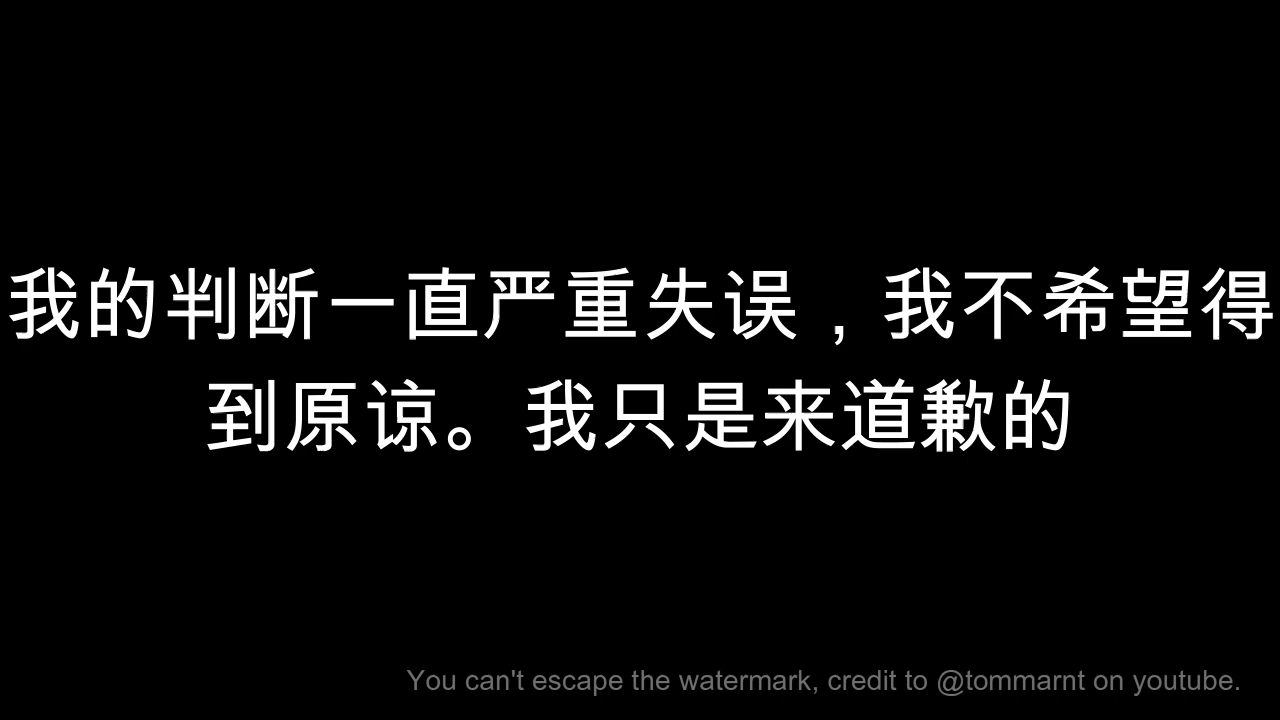 我的判断一直严重失误，我不希望得
到原谅。我只是来道歉的
You can't escape the watermark, credit to @tommarnt on youtube.